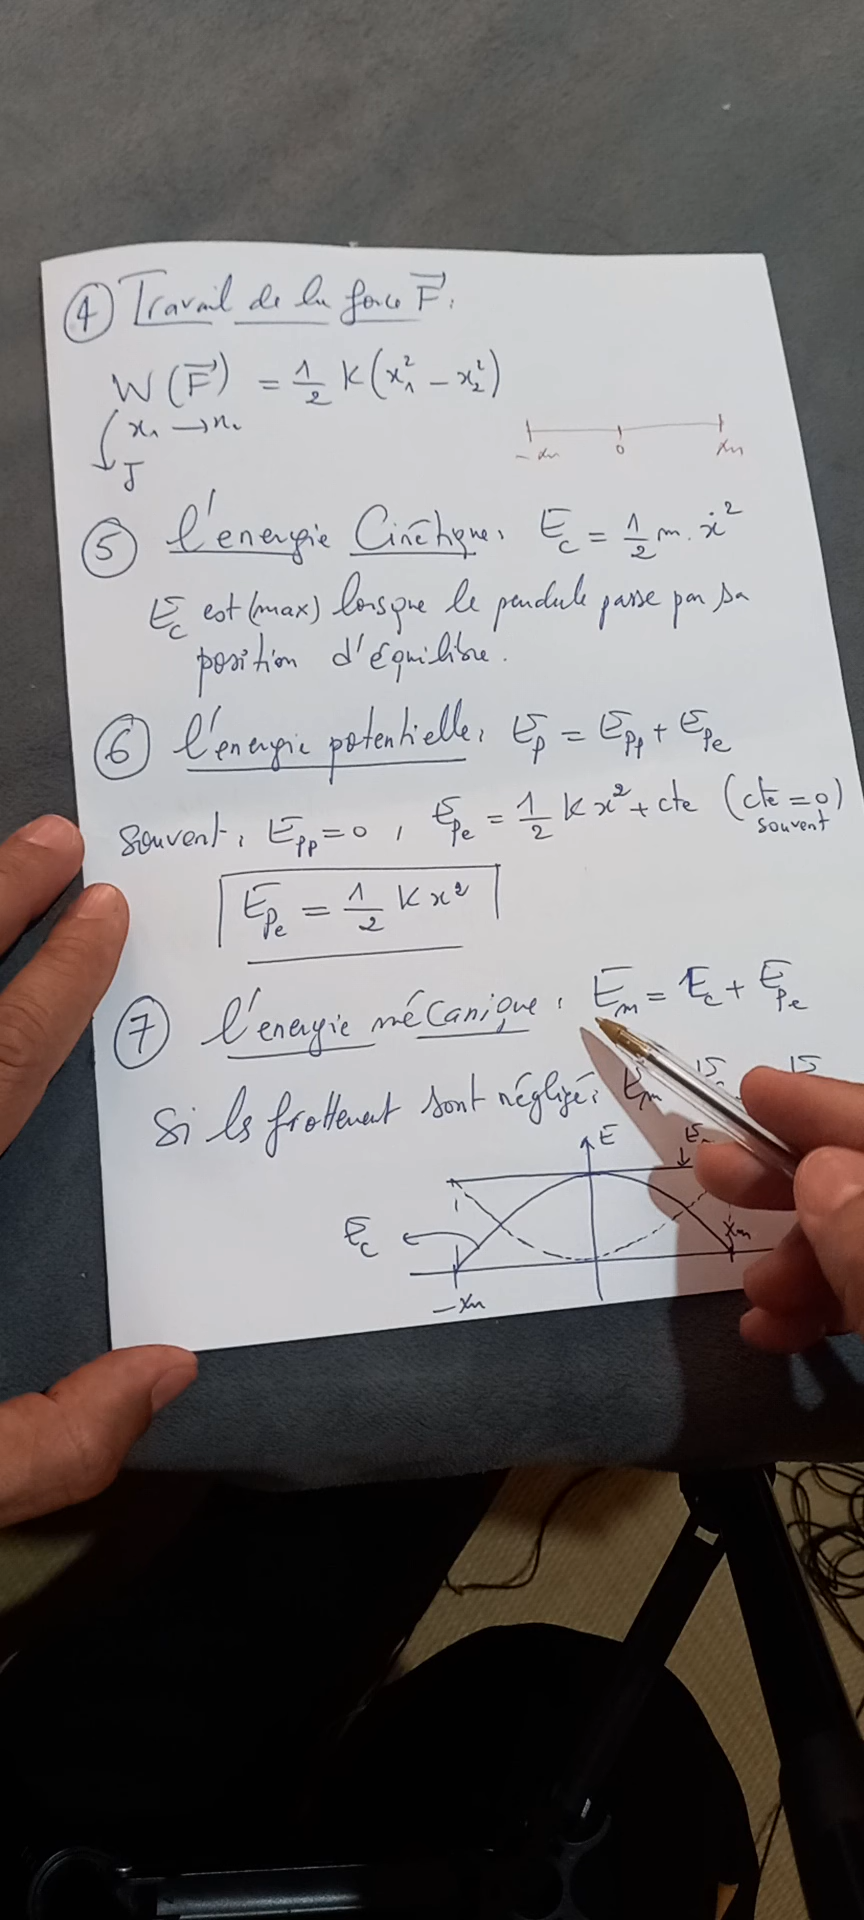 ④ Travail de la force F⃗.
W(F⃗) = 1/2 K(x₁² − x₂²)
x₁ → x₂
J
−xm 0 xm
⑤ l'energie Cinétique: Ec = 1/2 m.ẋ²
Ec est (max) lorsque le pendule passe par sa
position d'équilibre.
⑥ l'energie potentielle: Ep = Epp + Epe
Souvent: Epp = 0, Epe = 1/2 K x² + cte (cte = 0)
souvent
Epe = 1/2 K x²
⑦ l'energie mécanique: Em = Ec + Epe
Si ls frottement sont négligé: Em
E
Ec
xm
−xm